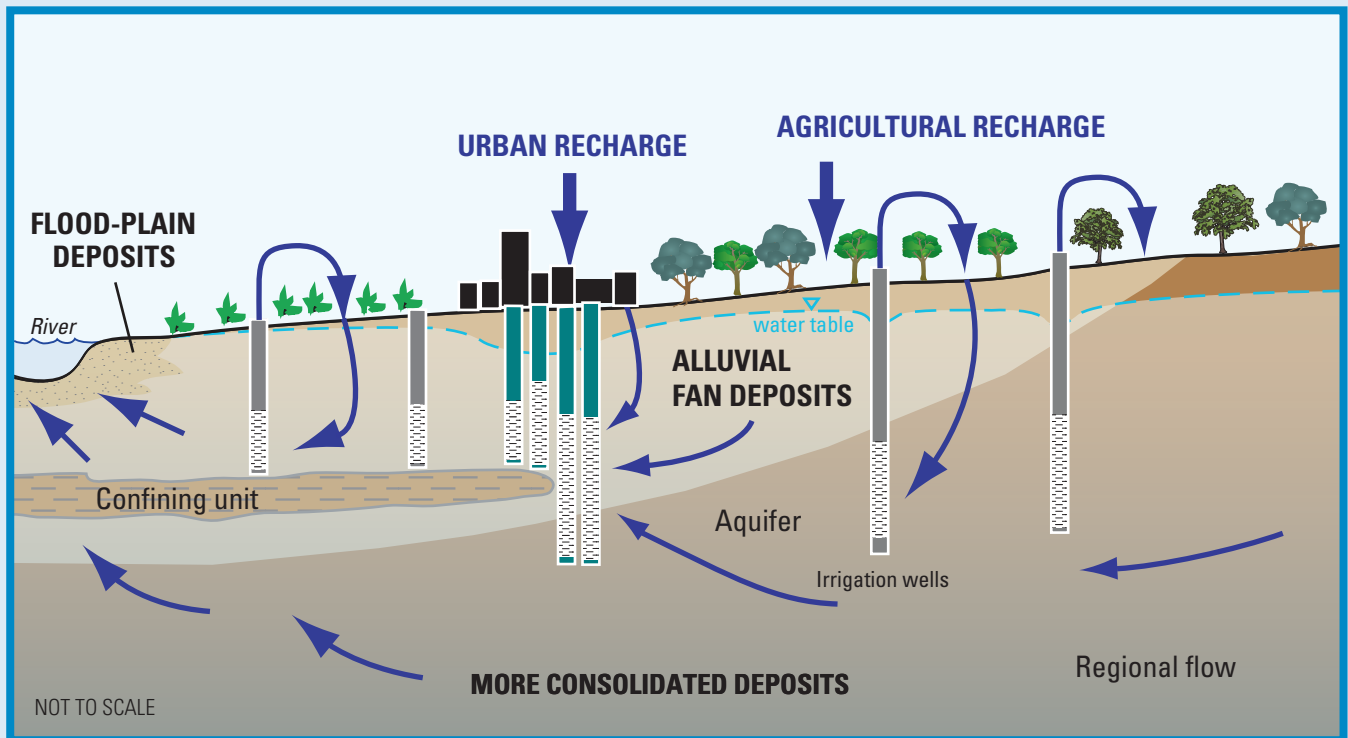 URBAN RECHARGE
AGRICULTURAL RECHARGE
FLOOD-PLAIN
DEPOSITS
River
water table
ALLUVIAL
FAN DEPOSITS
Confining unit
Aquifer
Irrigation wells
Regional flow
MORE CONSOLIDATED DEPOSITS
NOT TO SCALE